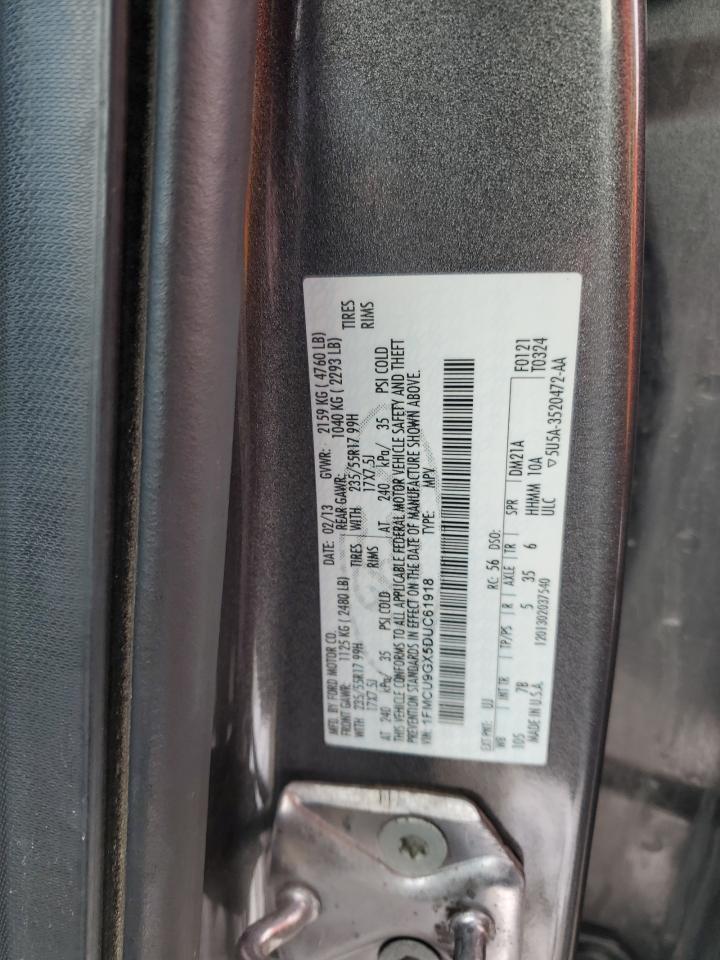 MFD. BY FORD MOTOR CO. DATE: 02/13 GVWR: 2159 KG ( 4760 LB)
FRONT GAWR: 1125 KG (2480 LB) REAR GAWR: 1040 KG ( 2293 LB)
WITH 235/55R17 99H TIRES WITH 235/55R17 99H TIRES
17X7.5J RIMS 17X7.5J RIMS
AT 240 kPa/ 35 PSI COLD AT 240 kPa/ 35 PSI COLD
THIS VEHICLE CONFORMS TO ALL APPLICABLE FEDERAL MOTOR VEHICLE SAFETY AND THEFT
PREVENTION STANDARDS IN EFFECT ON THE DATE OF MANUFACTURE SHOWN ABOVE.
VIN: 1FMCU9GX5DUC61918 TYPE: MPV
EXT PNT: UJ RC: 56 DSO:
WB INT TR TP/PS R AXLE TR SPR DM21A F0121
105 7B 5 35 6 HHMM 10A T0324
MADE IN U.S.A. 120130203754 0 ULC ▽5U5A-3520472-AA